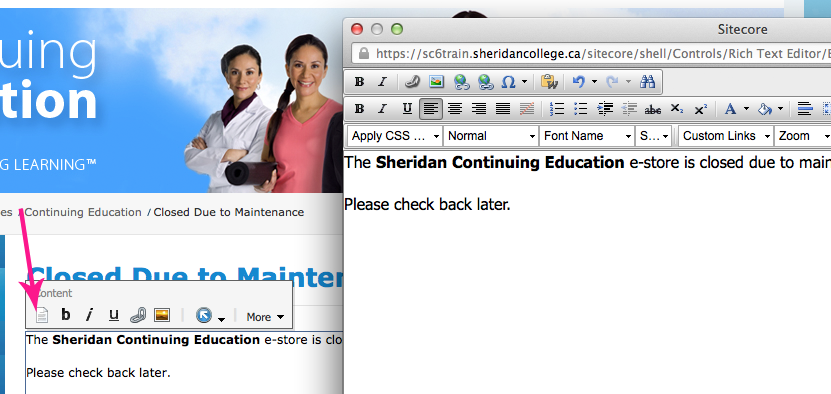 uing
tion
G LEARNING™
es / Continuing Education / Closed Due to Maintenance
Closed Due to Mainten
Content
b i u More
The Sheridan Continuing Education e-store is clo
Please check back later.
Sitecore
https://sc6train.sheridancollege.ca/sitecore/shell/Controls/Rich Text Editor/E
B I Ω
B I U abc X₂ X² A
Apply CSS ... Normal Font Name S... Custom Links Zoom
The Sheridan Continuing Education e-store is closed due to main
Please check back later.